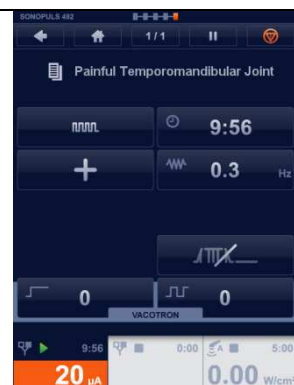 SONOPULS 492
1/1
Painful Temporomandibular Joint
9:56
0.3 Hz
0 0
VACOTRON
9:56 0:00 A 5:00
20 µA 0.00 W/cm²